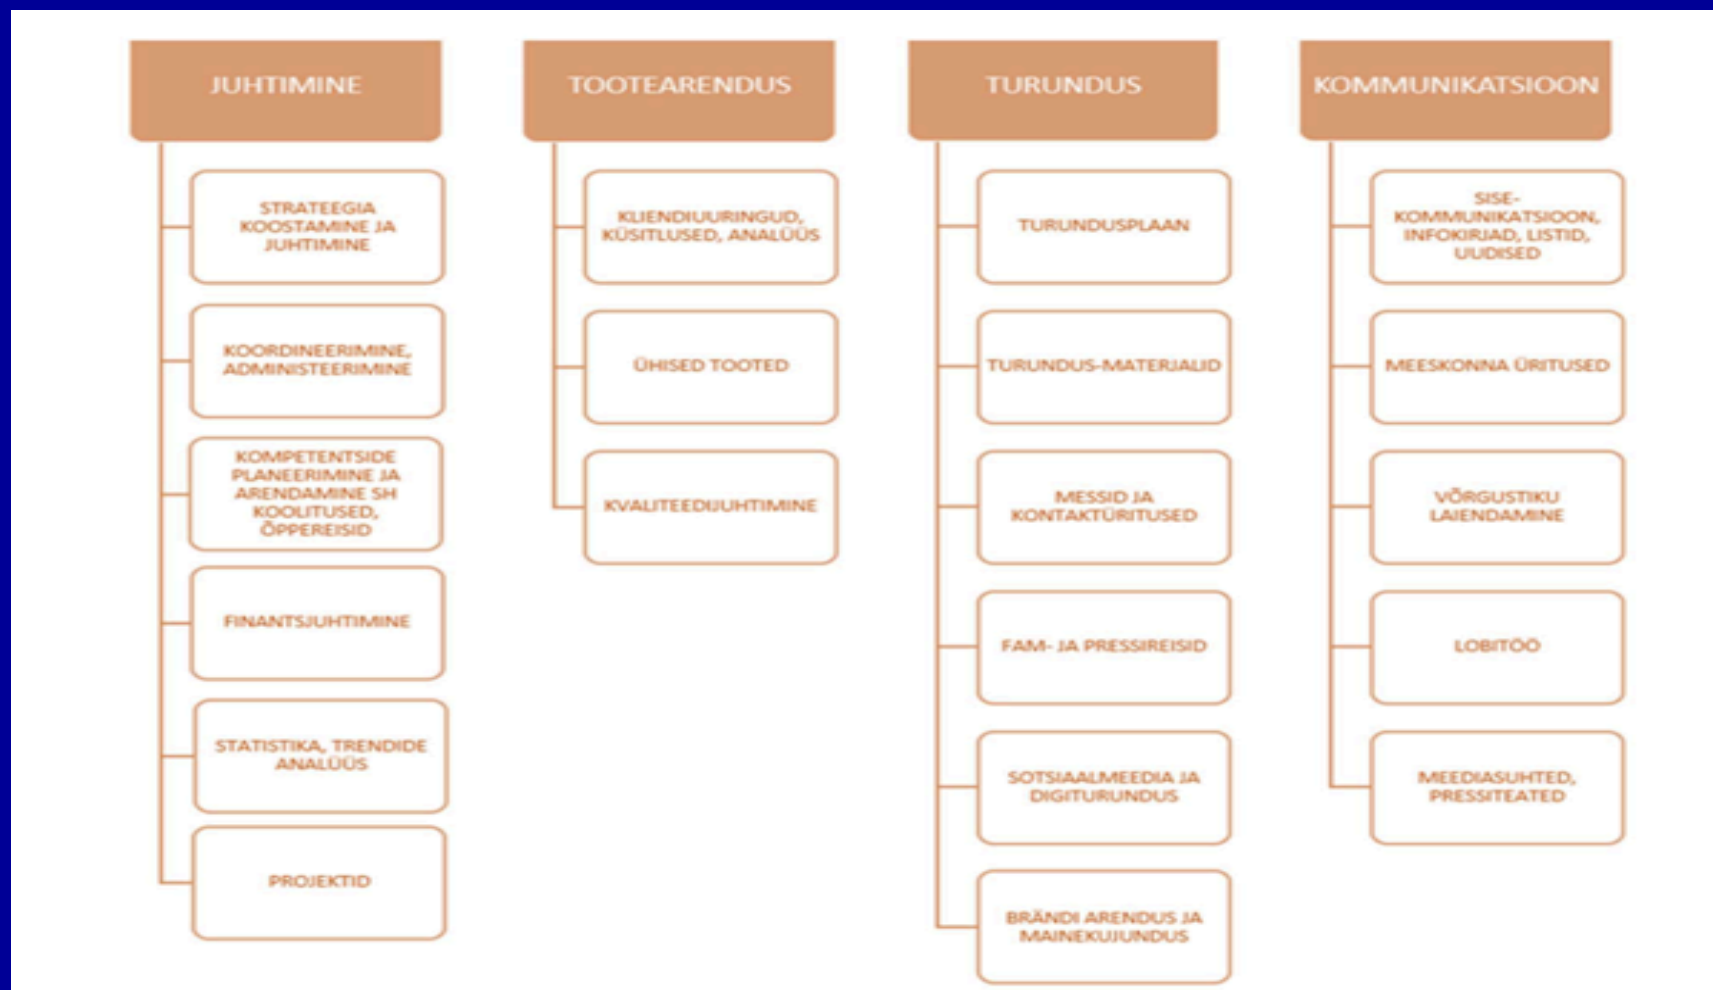 JUHTIMINE
STRATEEGIA
KOOSTAMINE JA
JUHTIMINE
KOORDINEERIMINE,
ADMINISTEERIMINE
KOMPETENTSIDE
PLANEERIMINE JA
ARENDAMINE SH
KOOLITUSED,
ÕPPEREISID
FINANTSJUHTIMINE
STATISTIKA, TRENDIDE
ANALÜÜS
PROJEKTID
TOOTEARENDUS
KLIENDIUURINGUD,
KÜSITLUSED, ANALÜÜS
ÜHISED TOOTED
KVALITEEDIJUHTIMINE
TURUNDUS
TURUNDUSPLAAN
TURUNDUS-MATERJALID
MESSID JA
KONTAKTÜRITUSED
FAM- JA PRESSIREISID
SOTSIAALMEEDIA JA
DIGITURUNDUS
BRÄNDI ARENDUS JA
MAINEKUJUNDUS
KOMMUNIKATSIOON
SISE-
KOMMUNIKATSIOON,
INFOKIRJAD, LISTID,
UUDISED
MEESKONNA ÜRITUSED
VÕRGUSTIKU
LAIENDAMINE
LOBITÖÖ
MEEDIASUHTED,
PRESSITEATED